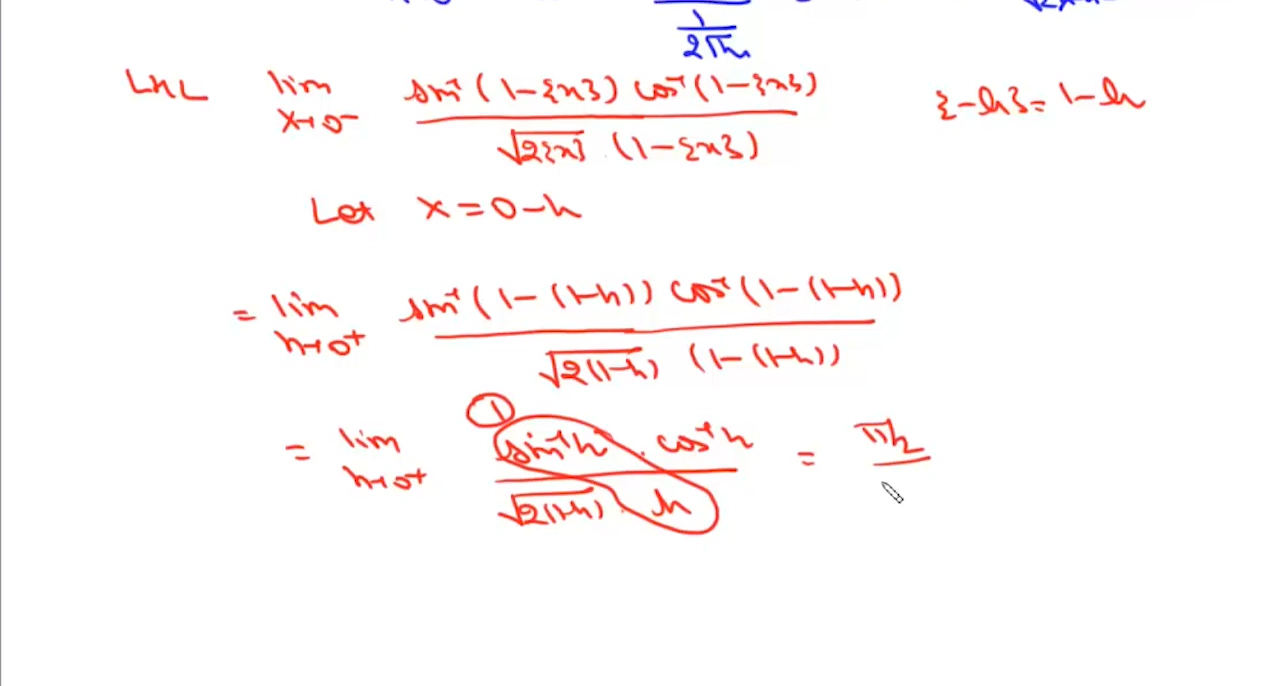 1
2√h
LHL lim x→0⁻ sin⁻¹(1-{x}) cos⁻¹(1-{x}) / √2{x} (1-{x}) {-h} = 1-h
Let x = 0-h
= lim h→0⁺ sin⁻¹(1-(1-h)) cos⁻¹(1-(1-h)) / √2(1-h) (1-(1-h))
1
= lim h→0⁺ sin⁻¹h . cos⁻¹h / √2(1-h) h = π/2